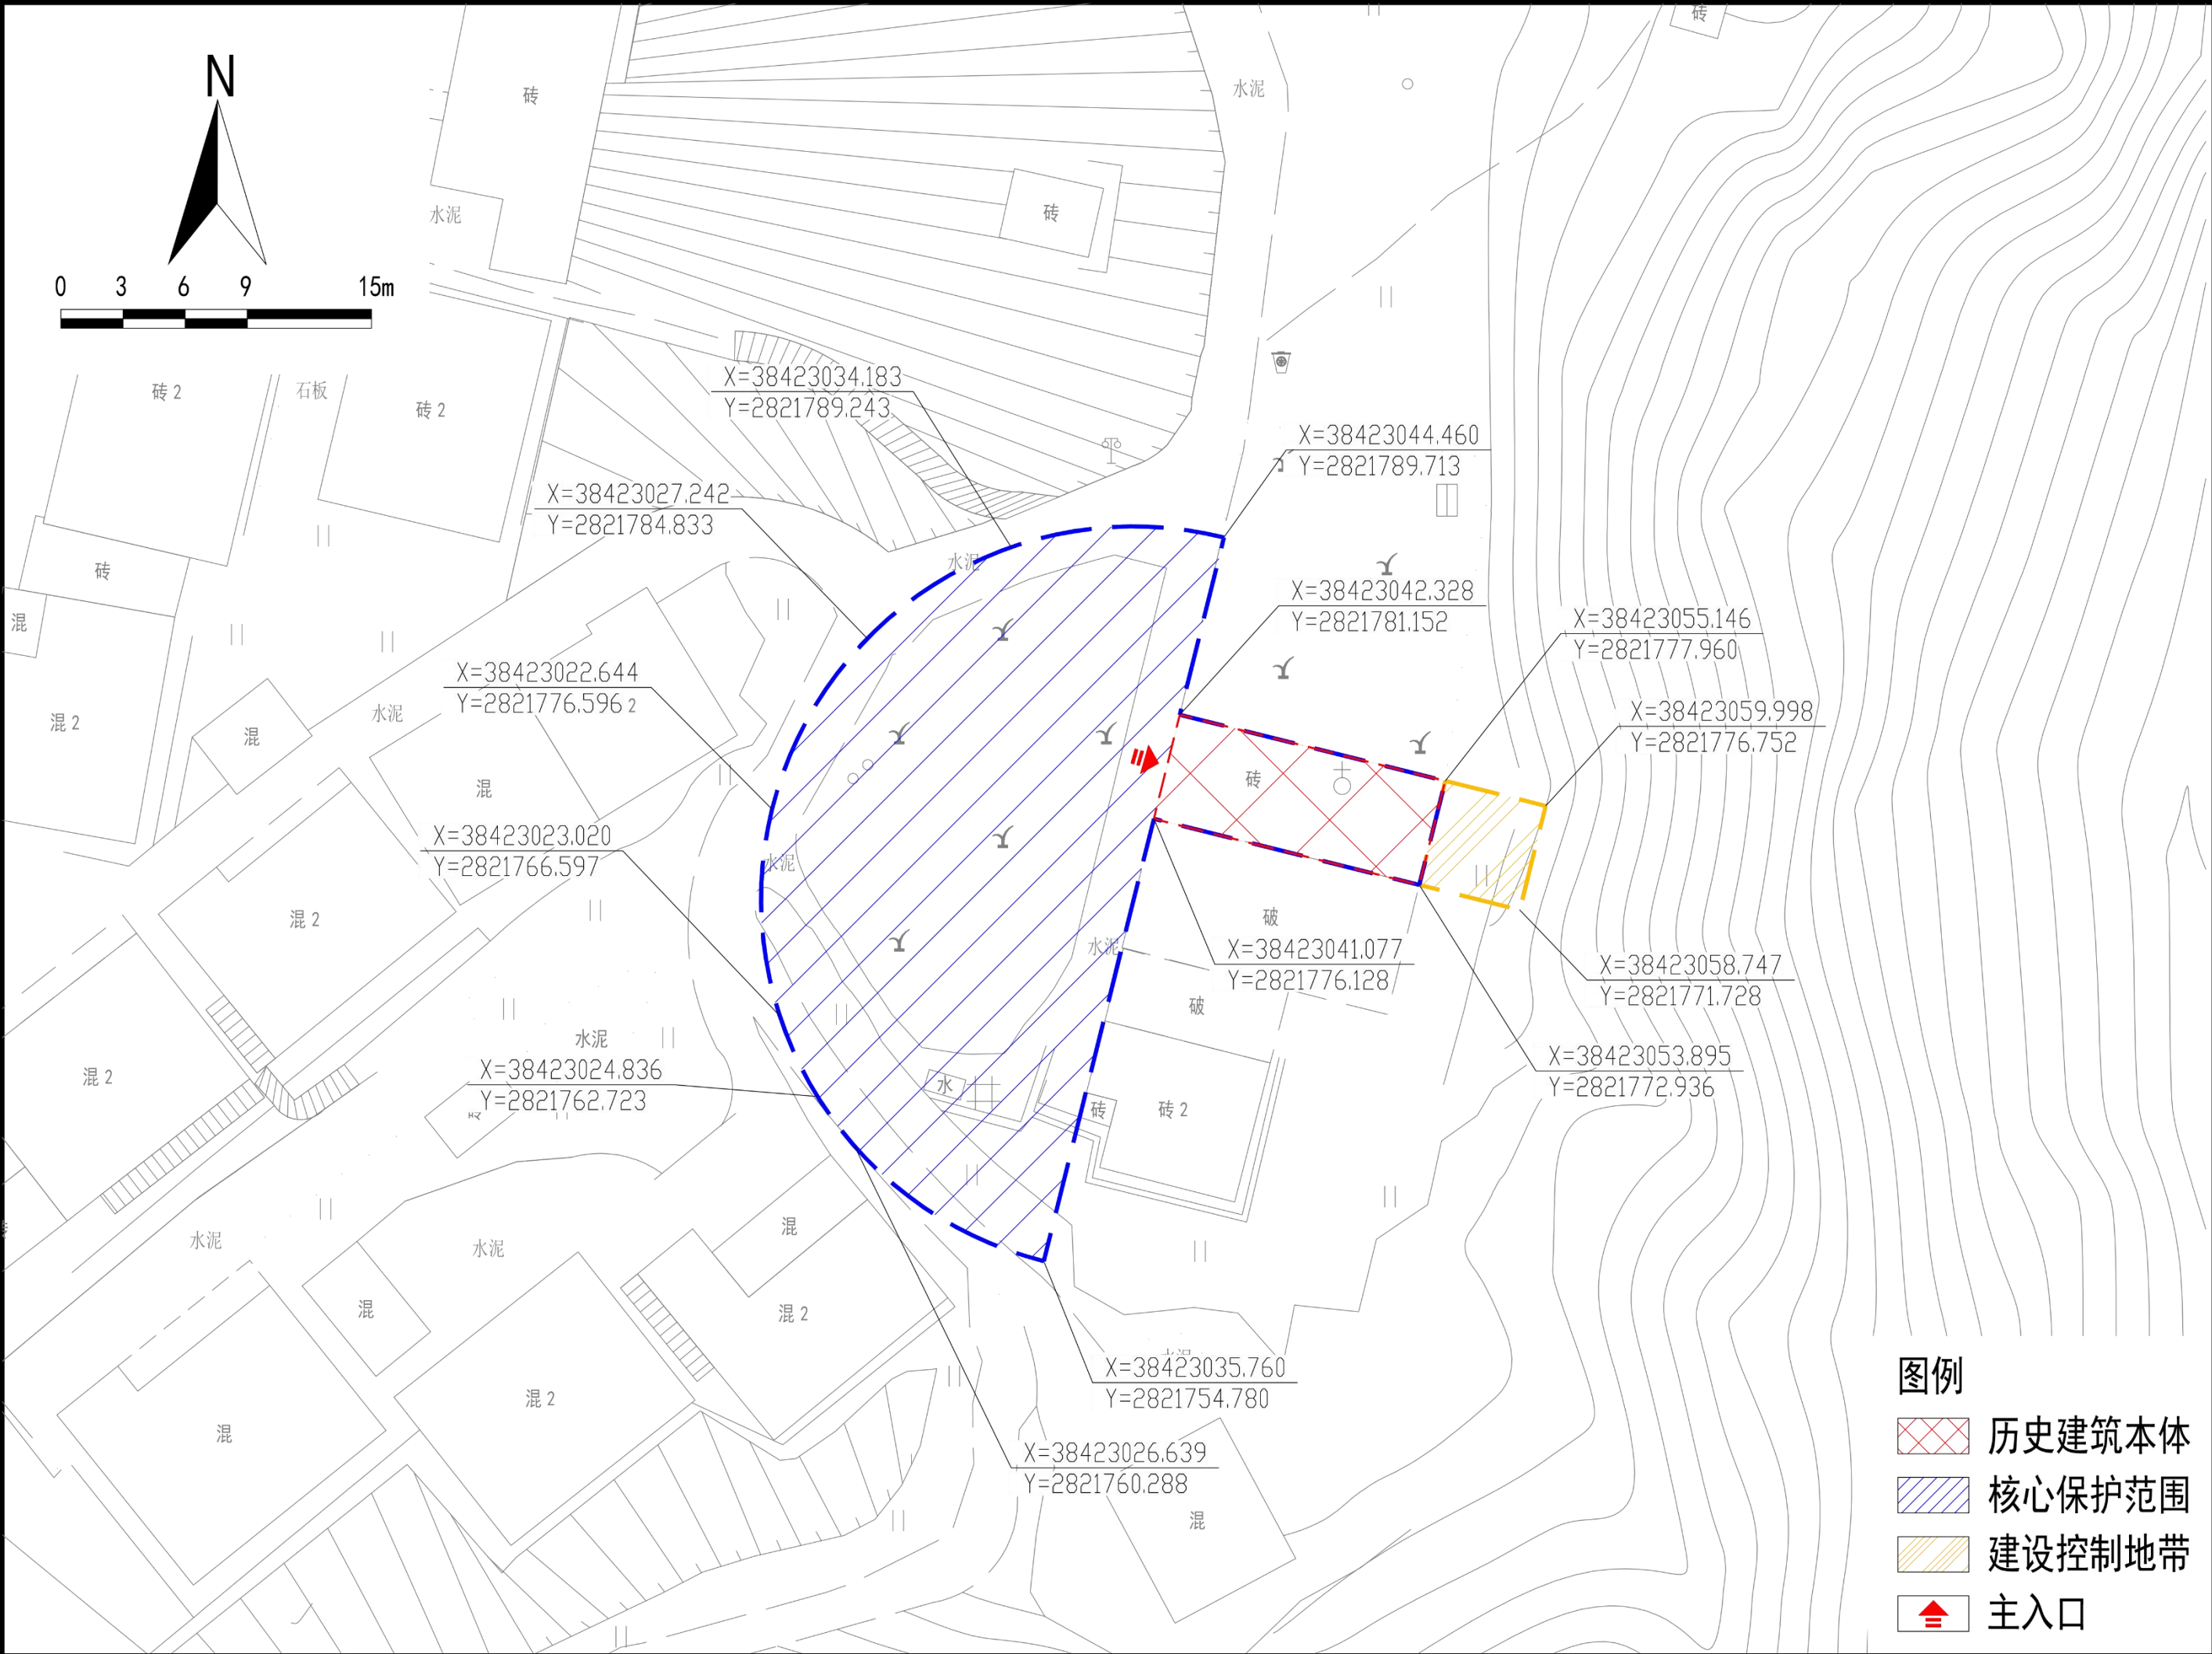 砖
砖
N
水泥
砖
水泥
砖
0 3 6 9 15m
X=38423034.183
Y=2821789.243
砖 2
石板
砖 2
X=38423044.460
Y=2821789.713
X=38423027.242
Y=2821784.833
水泥
砖
X=38423042.328
Y=2821781.152
混
X=38423055.146
Y=2821777.960
X=38423022.644
Y=2821776.596
2
水泥
X=38423059.998
Y=2821776.752
混 2
混
砖
混
X=38423023.020
Y=2821766.597
水泥
混 2
破
水泥
X=38423041.077
Y=2821776.128
X=38423058.747
Y=2821771.728
破
水泥
X=38423053.895
Y=2821772.936
混 2
X=38423024.836
Y=2821762.723
水
砖
砖 2
水泥
水泥
混
混
混 2
X=38423035.760
Y=2821754.780
混 2
混
X=38423026.639
Y=2821760.288
混
图例
历史建筑本体
核心保护范围
建设控制地带
主入口